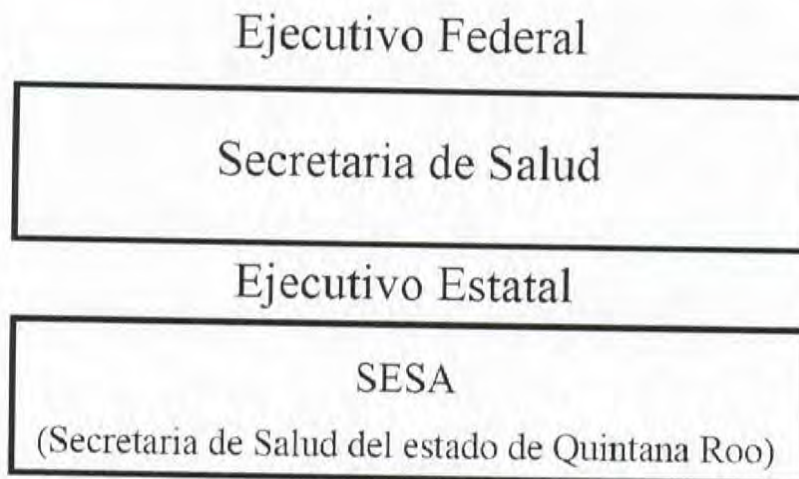 Ejecutivo Federal
Secretaria de Salud
Ejecutivo Estatal
SESA
(Secretaria de Salud del estado de Quintana Roo)